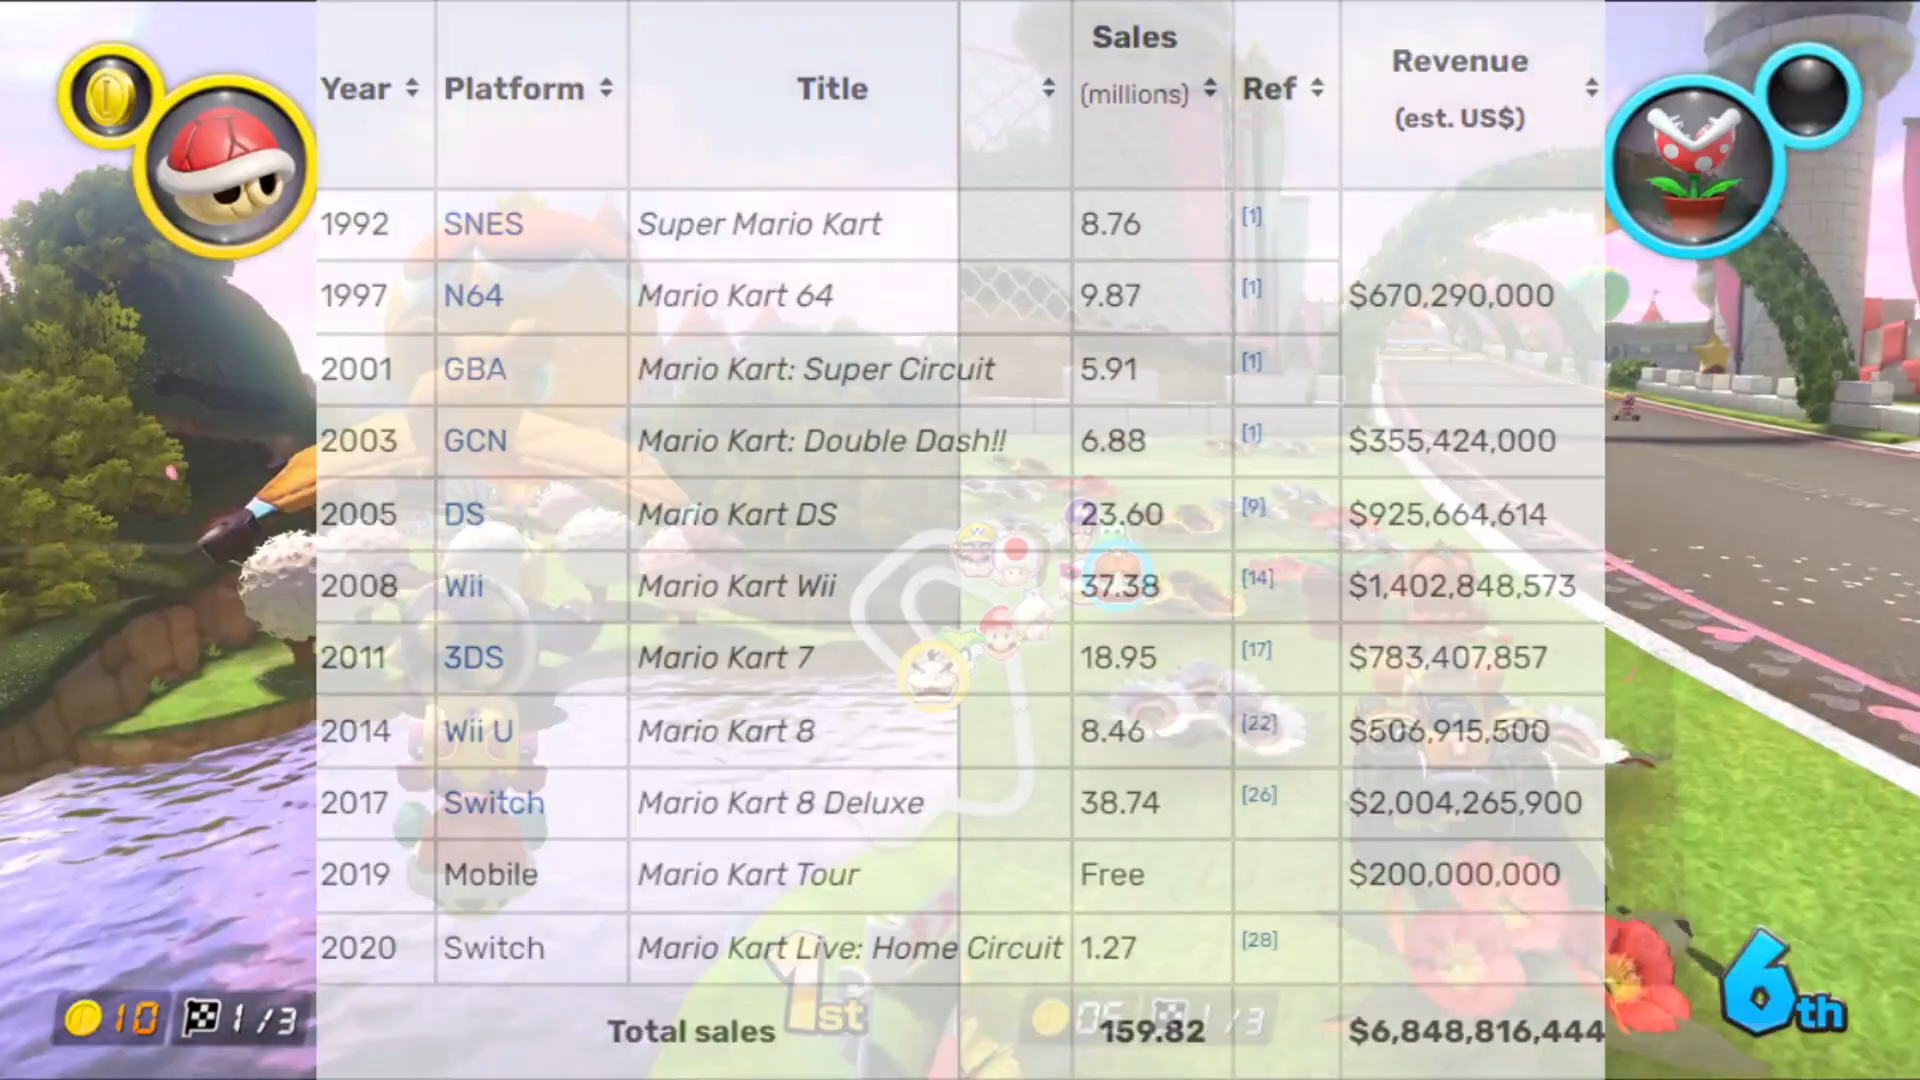 Year Platform Title Sales (millions) Ref Revenue (est. US$)
1992 SNES Super Mario Kart 8.76 [1]
1997 N64 Mario Kart 64 9.87 [1] $670,290,000
2001 GBA Mario Kart: Super Circuit 5.91 [1]
2003 GCN Mario Kart: Double Dash!! 6.88 [1] $355,424,000
2005 DS Mario Kart DS 23.60 [9] $925,664,614
2008 Wii Mario Kart Wii 37.38 [14] $1,402,848,573
2011 3DS Mario Kart 7 18.95 [17] $783,407,857
2014 Wii U Mario Kart 8 8.46 [22] $506,915,500
2017 Switch Mario Kart 8 Deluxe 38.74 [26] $2,004,265,900
2019 Mobile Mario Kart Tour Free $200,000,000
2020 Switch Mario Kart Live: Home Circuit 1.27 [28]
Total sales 159.82 $6,848,816,444
10 1/3
1st
1/3
6th